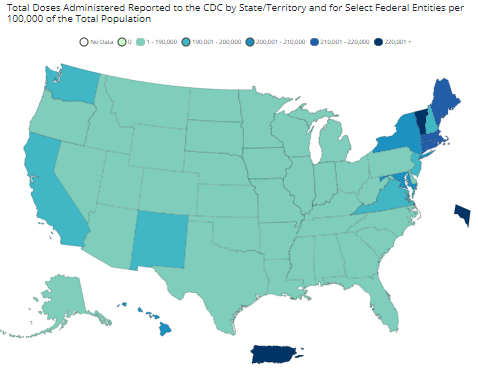 Total Doses Administered Reported to the CDC by State/Territory and for Select Federal Entities per
100,000 of the Total Population
No Data 0 1 - 190,000 190,001 - 200,000 200,001 - 210,000 210,001 - 220,000 220,001 +